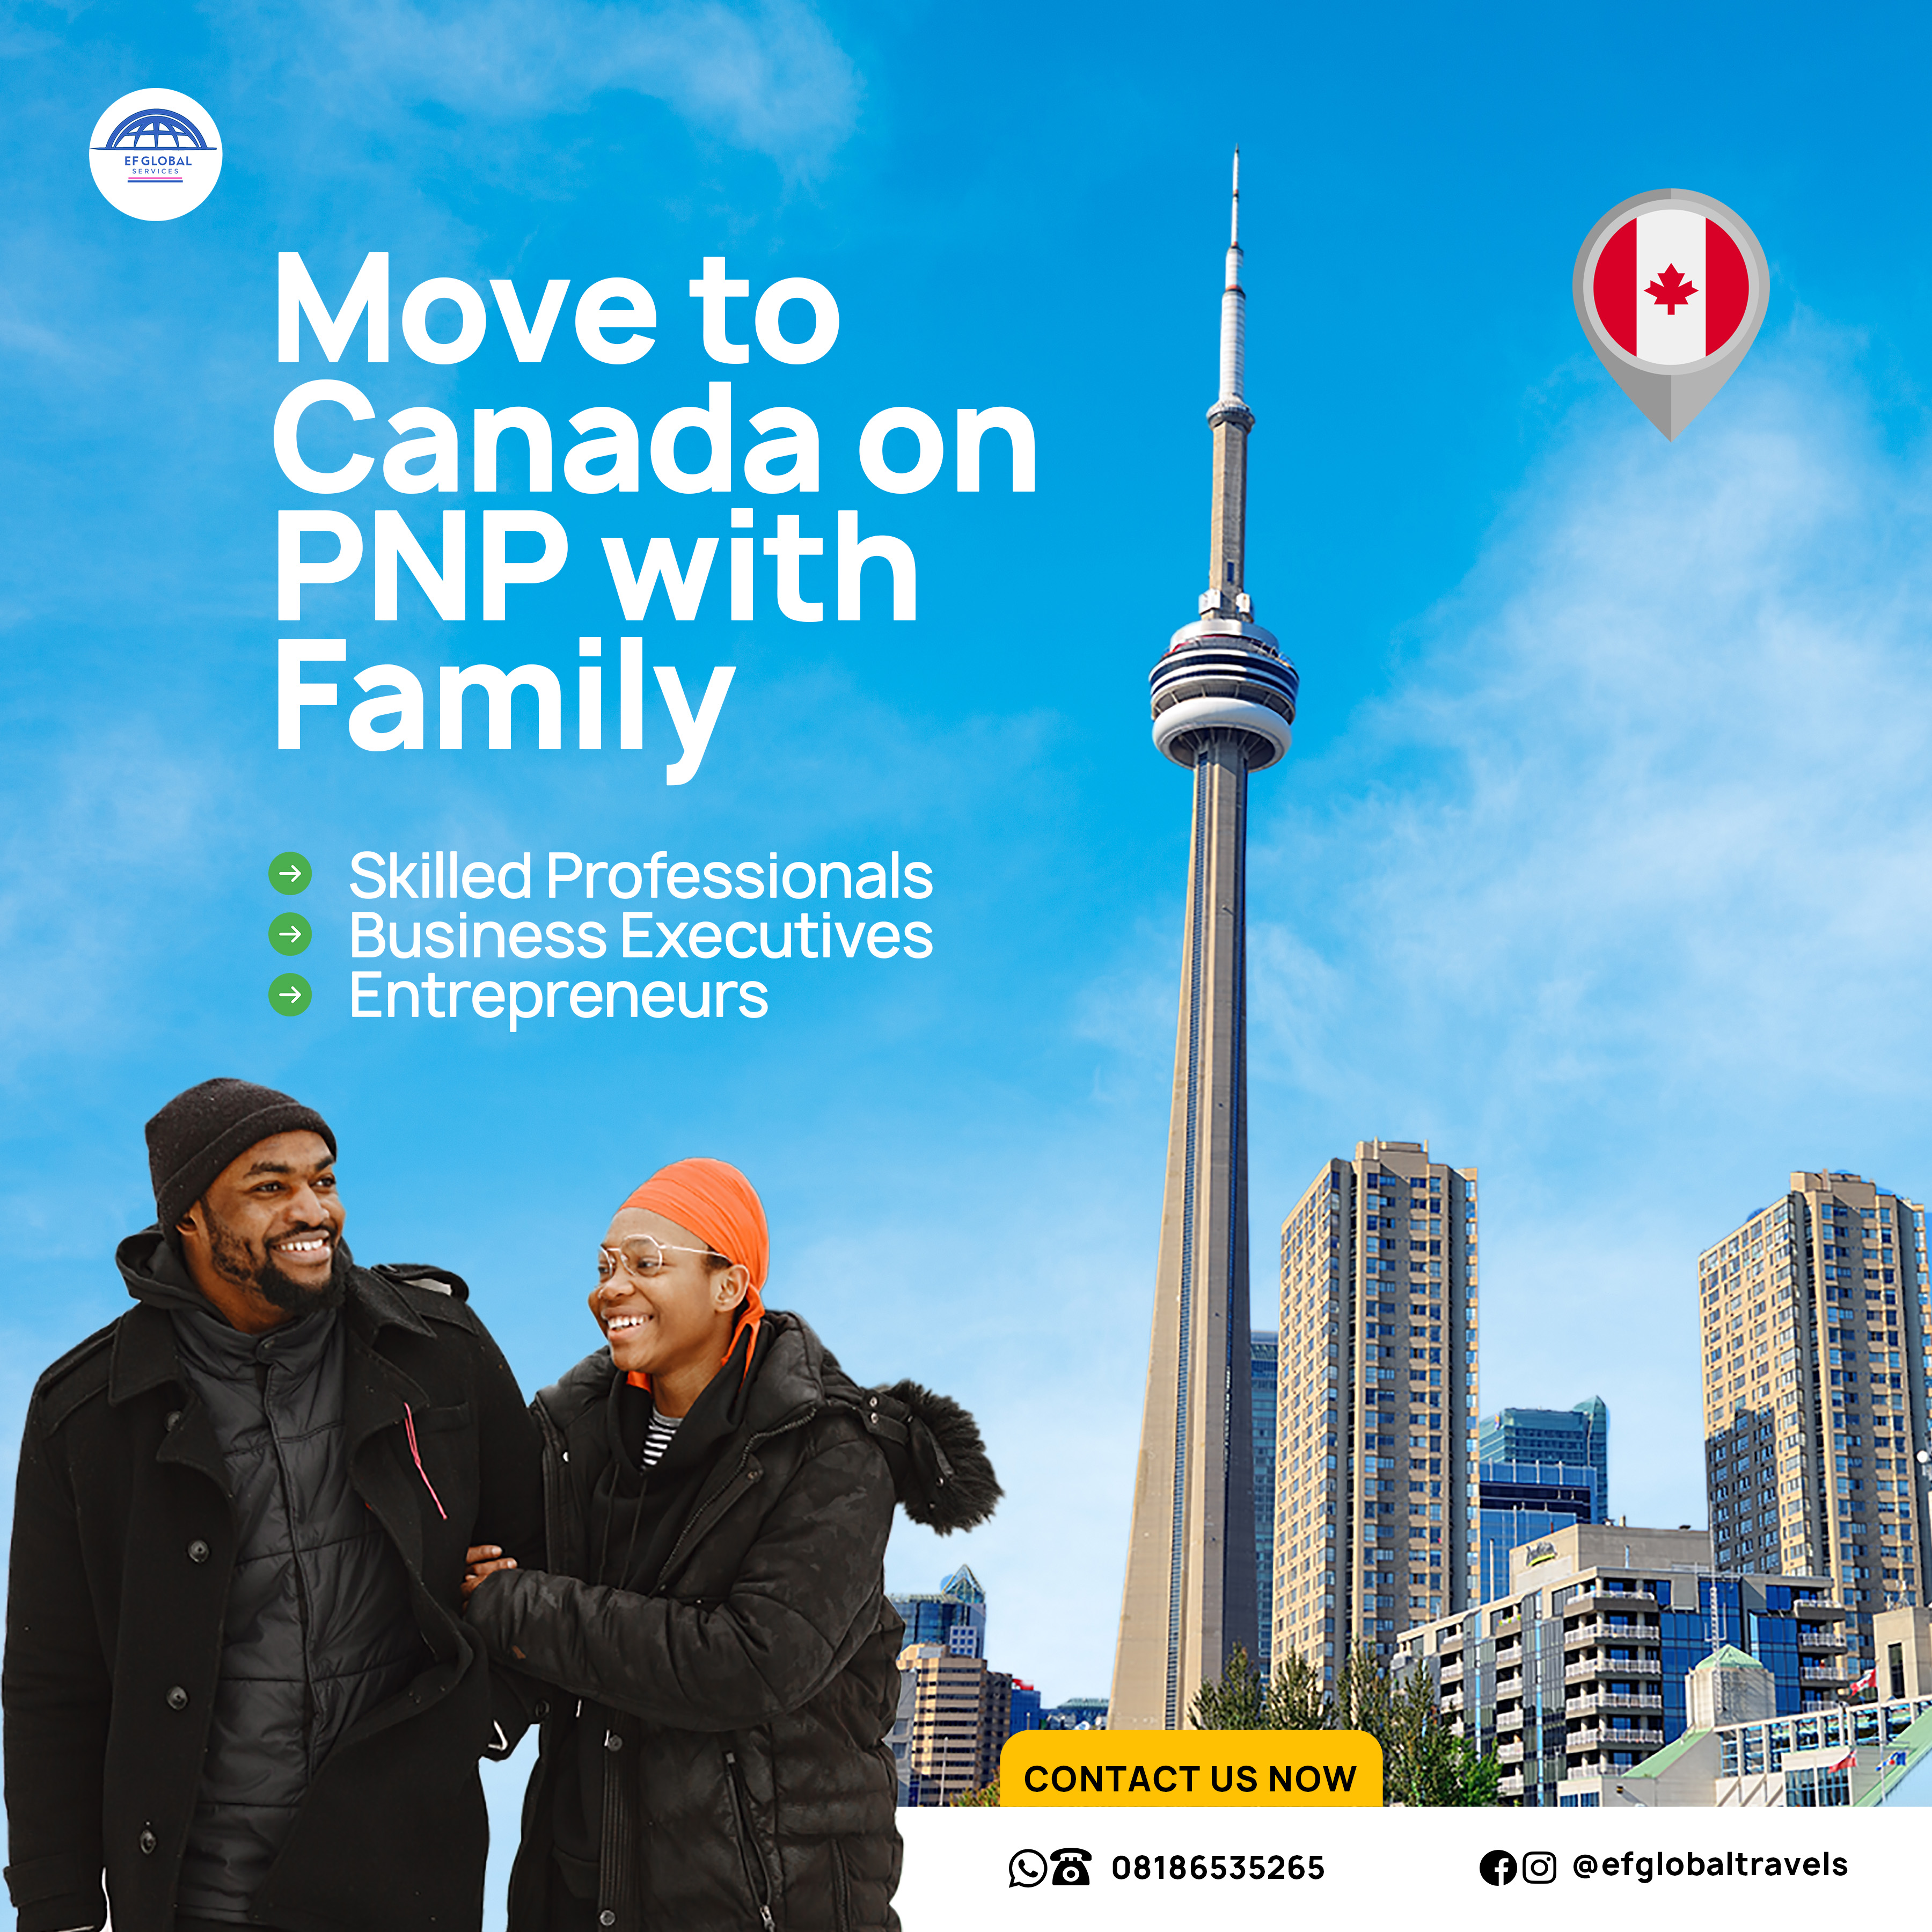 EF GLOBAL
SERVICES
Move to
Canada on
PNP with
Family
Skilled Professionals
Business Executives
Entrepreneurs
CONTACT US NOW
08186535265
@efglobaltravels